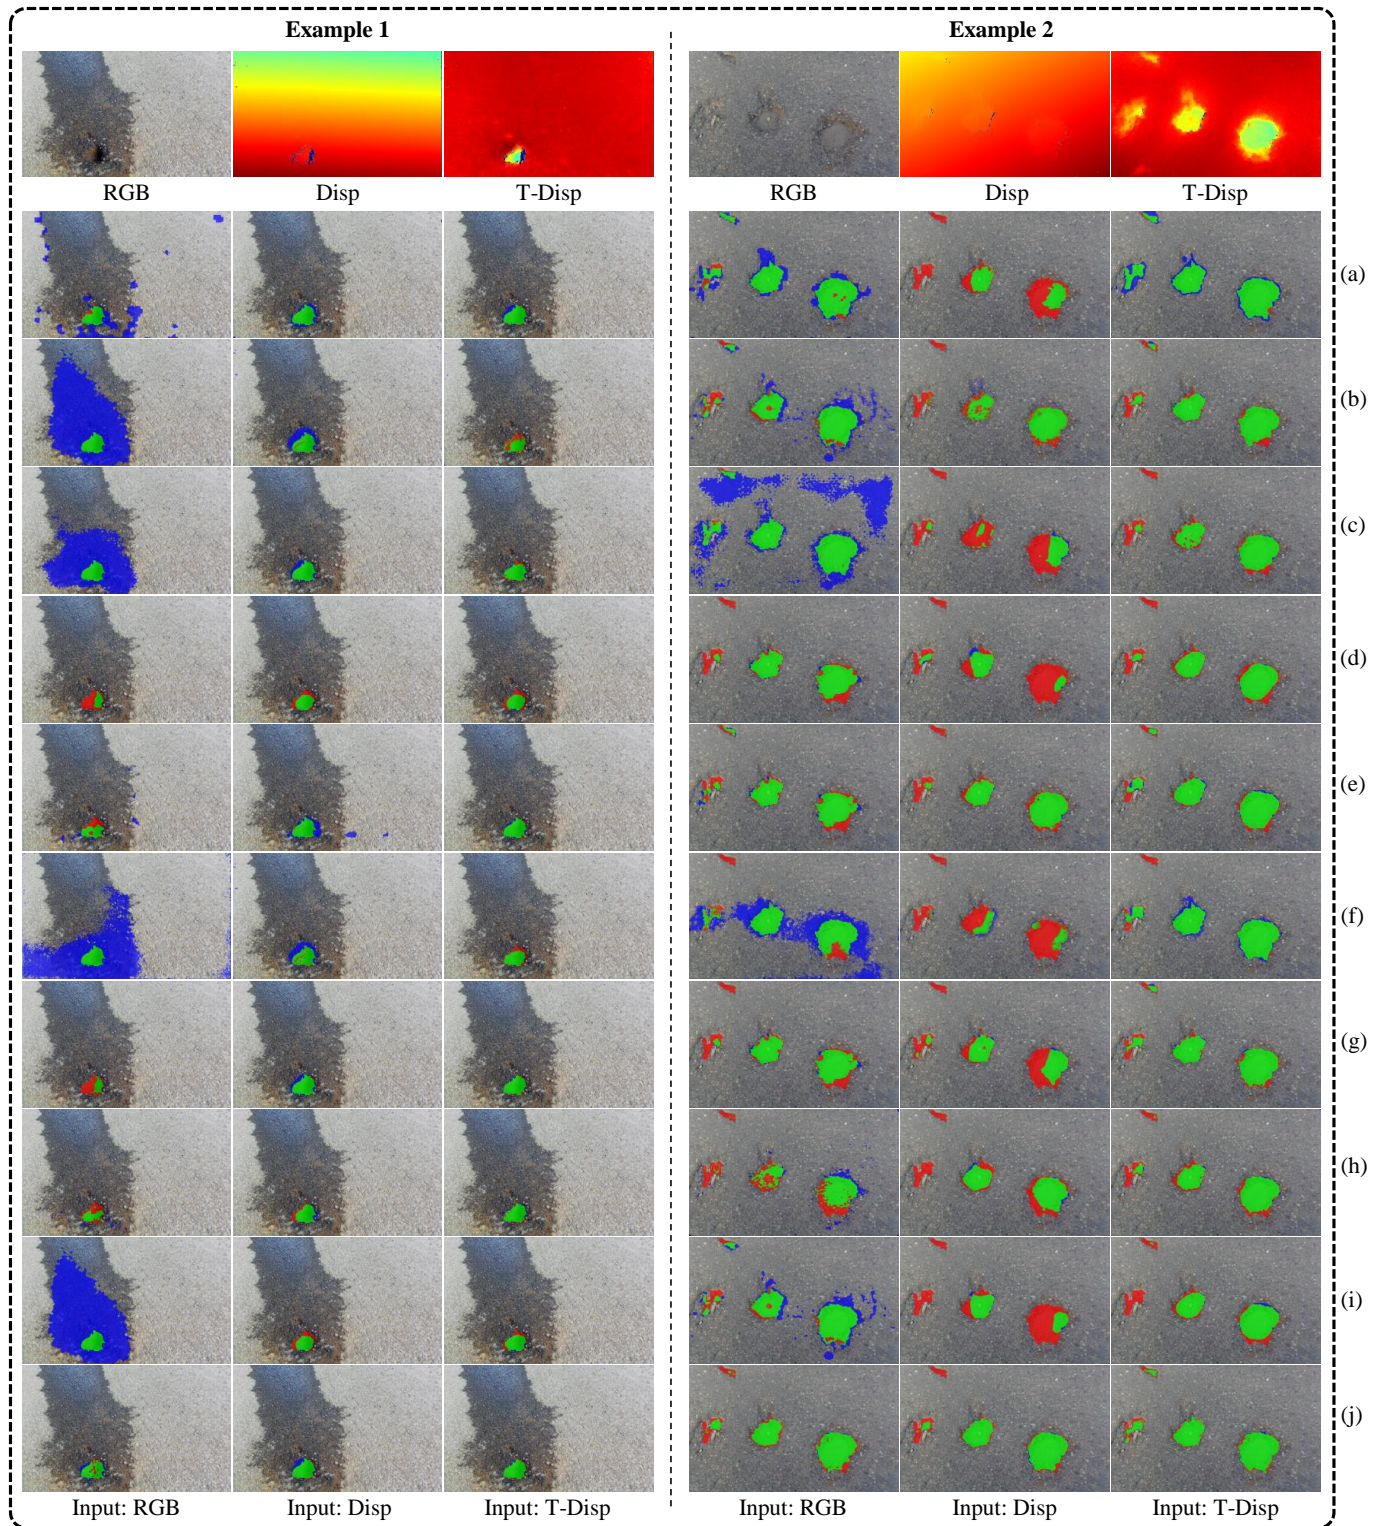 Example 1 Example 2
RGB Disp T-Disp RGB Disp T-Disp
(a)
(b)
(c)
(d)
(e)
(f)
(g)
(h)
(i)
(j)
Input: RGB Input: Disp Input: T-Disp Input: RGB Input: Disp Input: T-Disp